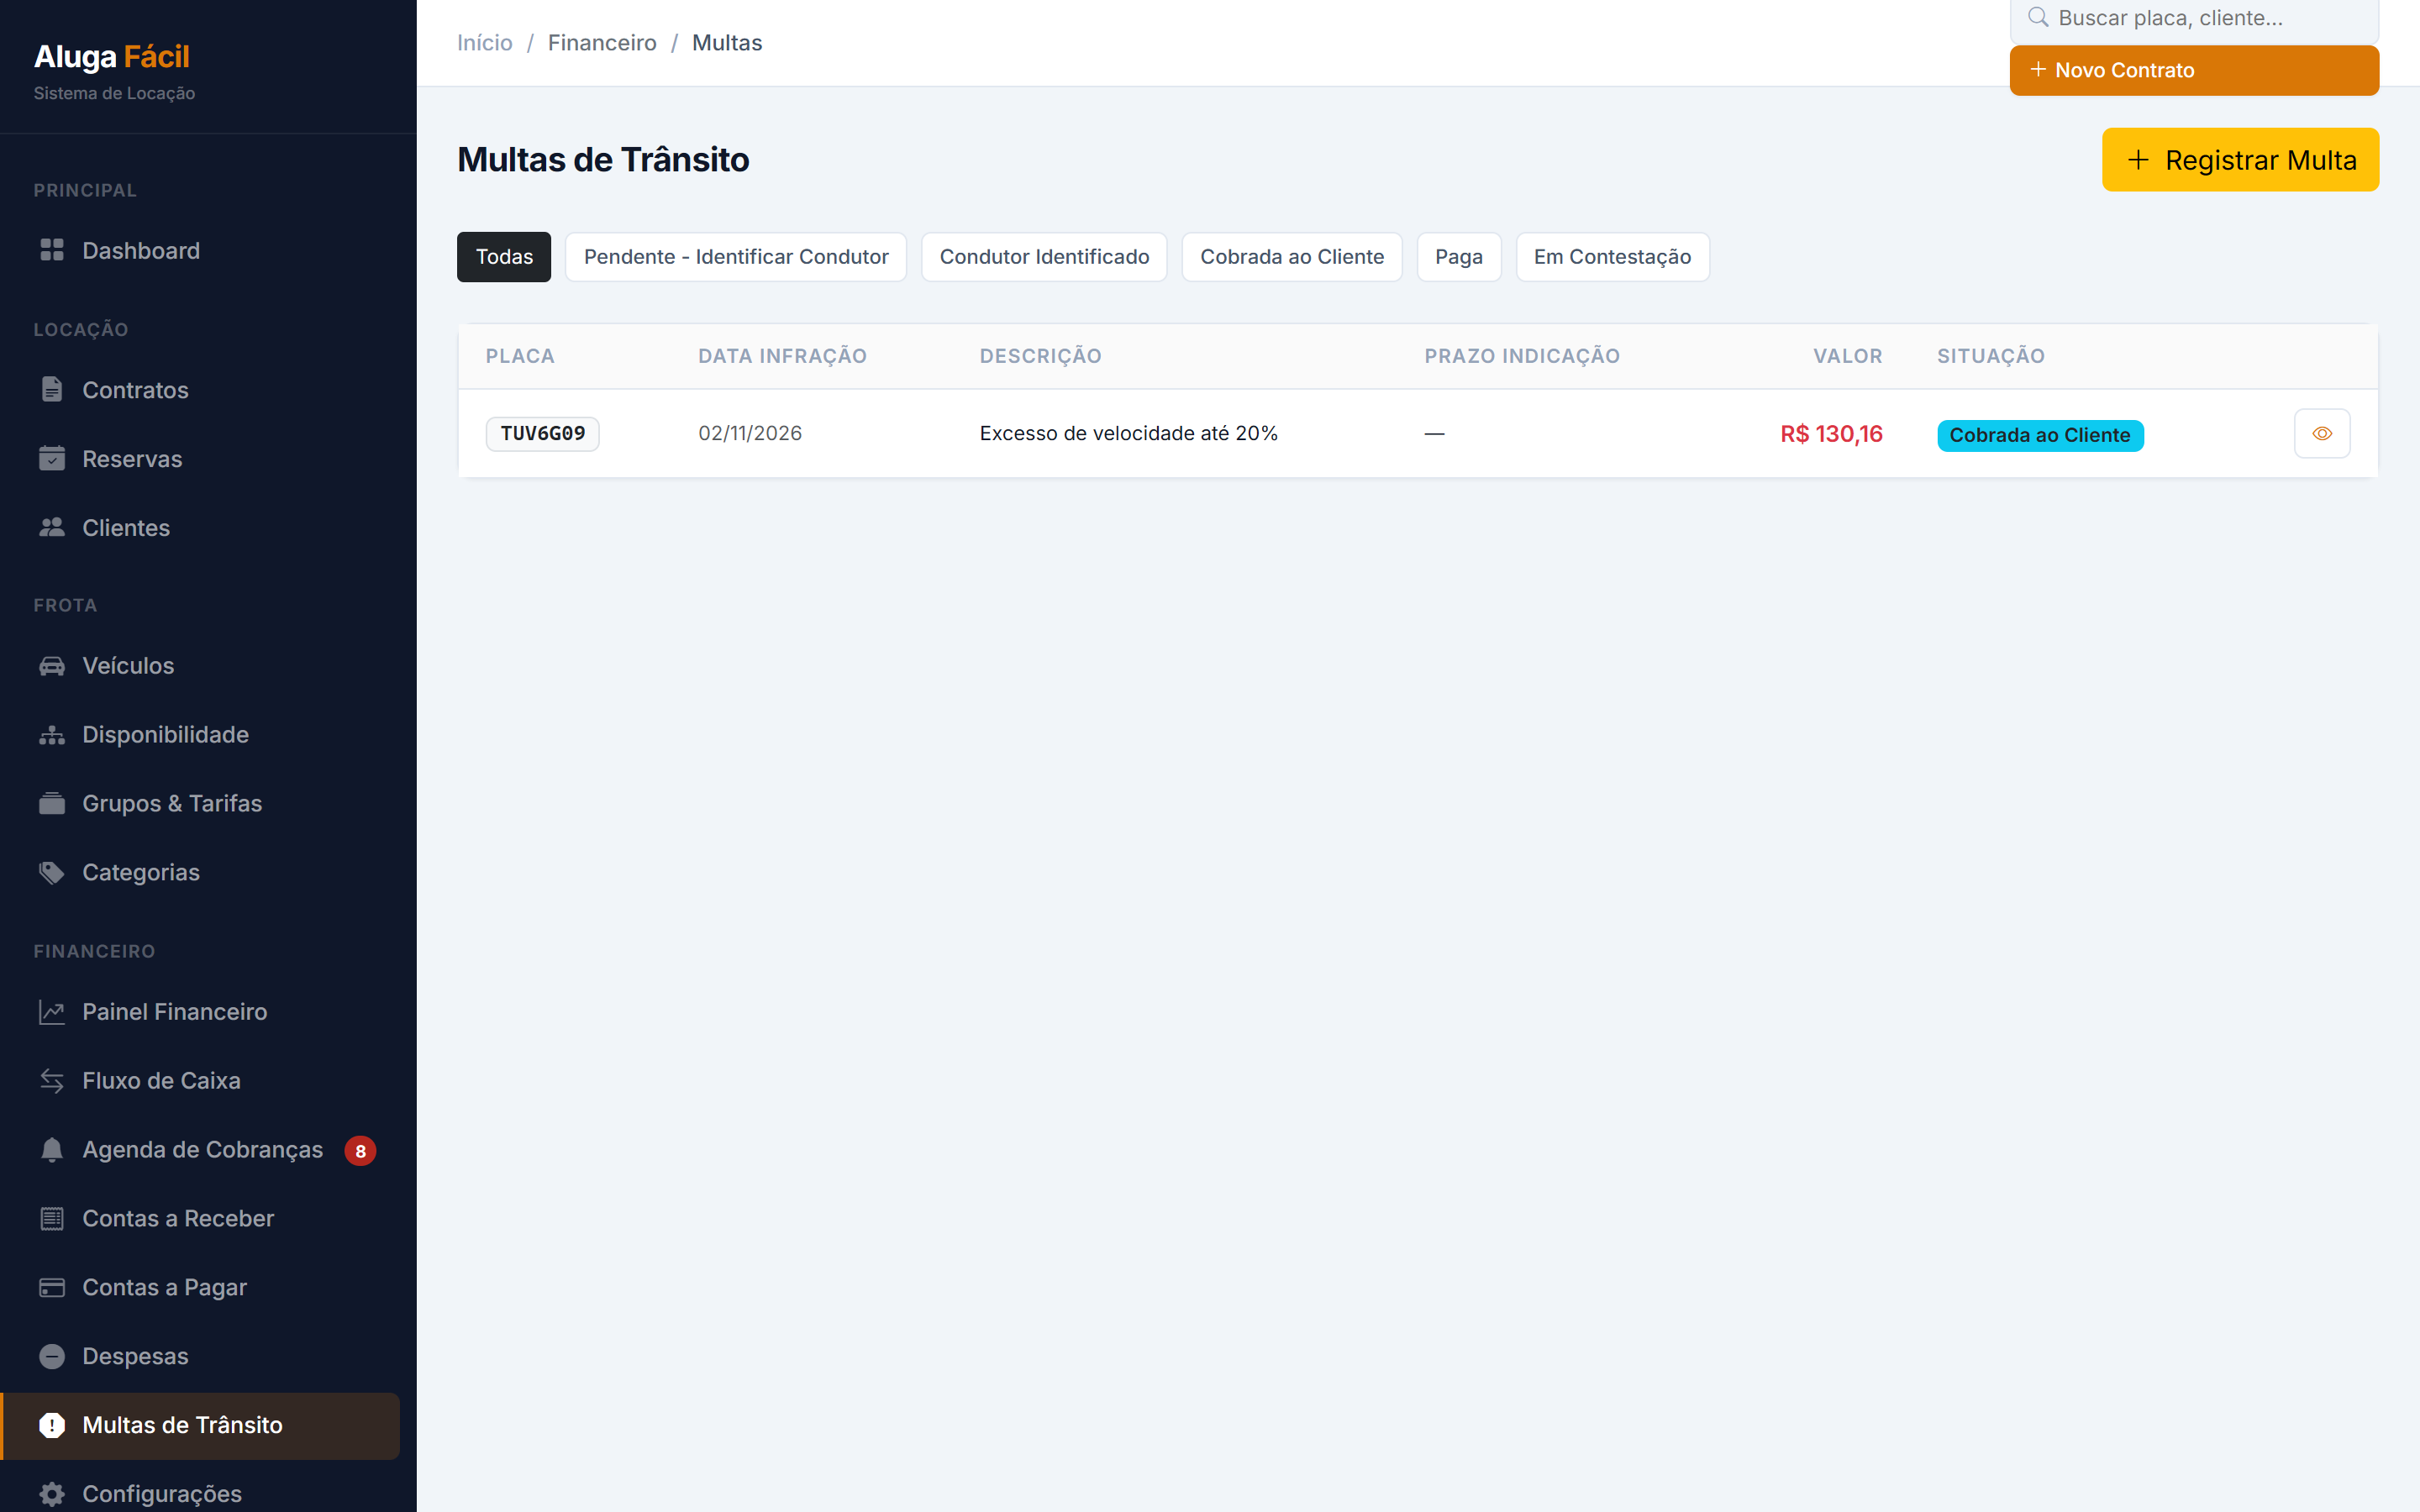 Aluga Fácil
Sistema de Locação
PRINCIPAL
Dashboard
LOCAÇÃO
Contratos
Reservas
Clientes
FROTA
Veículos
Disponibilidade
Grupos & Tarifas
Categorias
FINANCEIRO
Painel Financeiro
Fluxo de Caixa
Agenda de Cobranças 8
Contas a Receber
Contas a Pagar
Despesas
Multas de Trânsito
Configurações
Início / Financeiro / Multas
Buscar placa, cliente...
+ Novo Contrato
Multas de Trânsito
+ Registrar Multa
Todas Pendente - Identificar Condutor Condutor Identificado Cobrada ao Cliente Paga Em Contestação
PLACA DATA INFRAÇÃO DESCRIÇÃO PRAZO INDICAÇÃO VALOR SITUAÇÃO
TUV6G09 02/11/2026 Excesso de velocidade até 20% — R$ 130,16 Cobrada ao Cliente